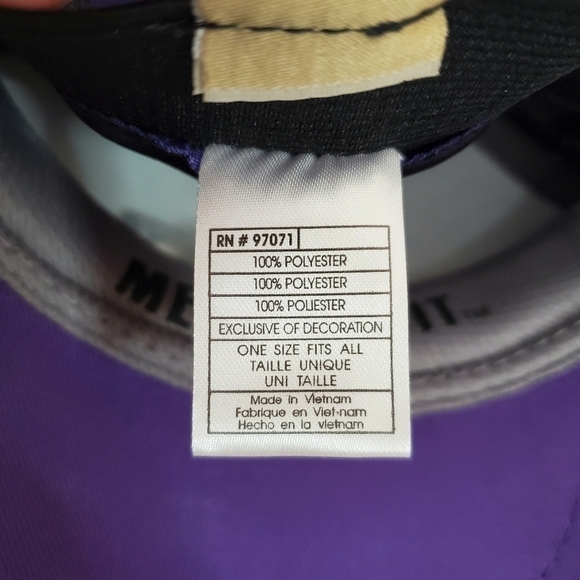 RN # 97071
100% POLYESTER
100% POLYESTER
100% POLIESTER
EXCLUSIVE OF DECORATION
ONE SIZE FITS ALL
TAILLE UNIQUE
UNI TAILLE
Made in Vietnam
Fabrique en Viet-nam
Hecho en la vietnam